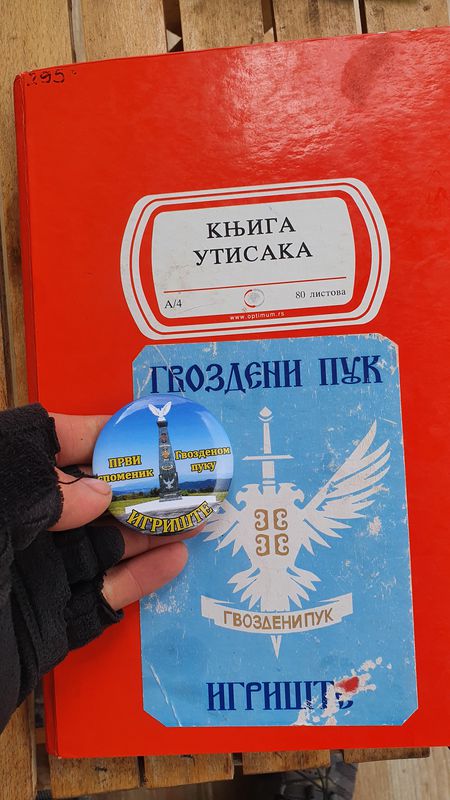 295
КЊИГА
УТИСАКА
А/4
80 листова
www.optimum.rs
ГВОЗДЕНИ ПУК
ГВОЗДЕНИ ПУК
ИГРИШТЕ
ПРВИ
споменик
Гвозденом
пуку
ИГРИШТЕ